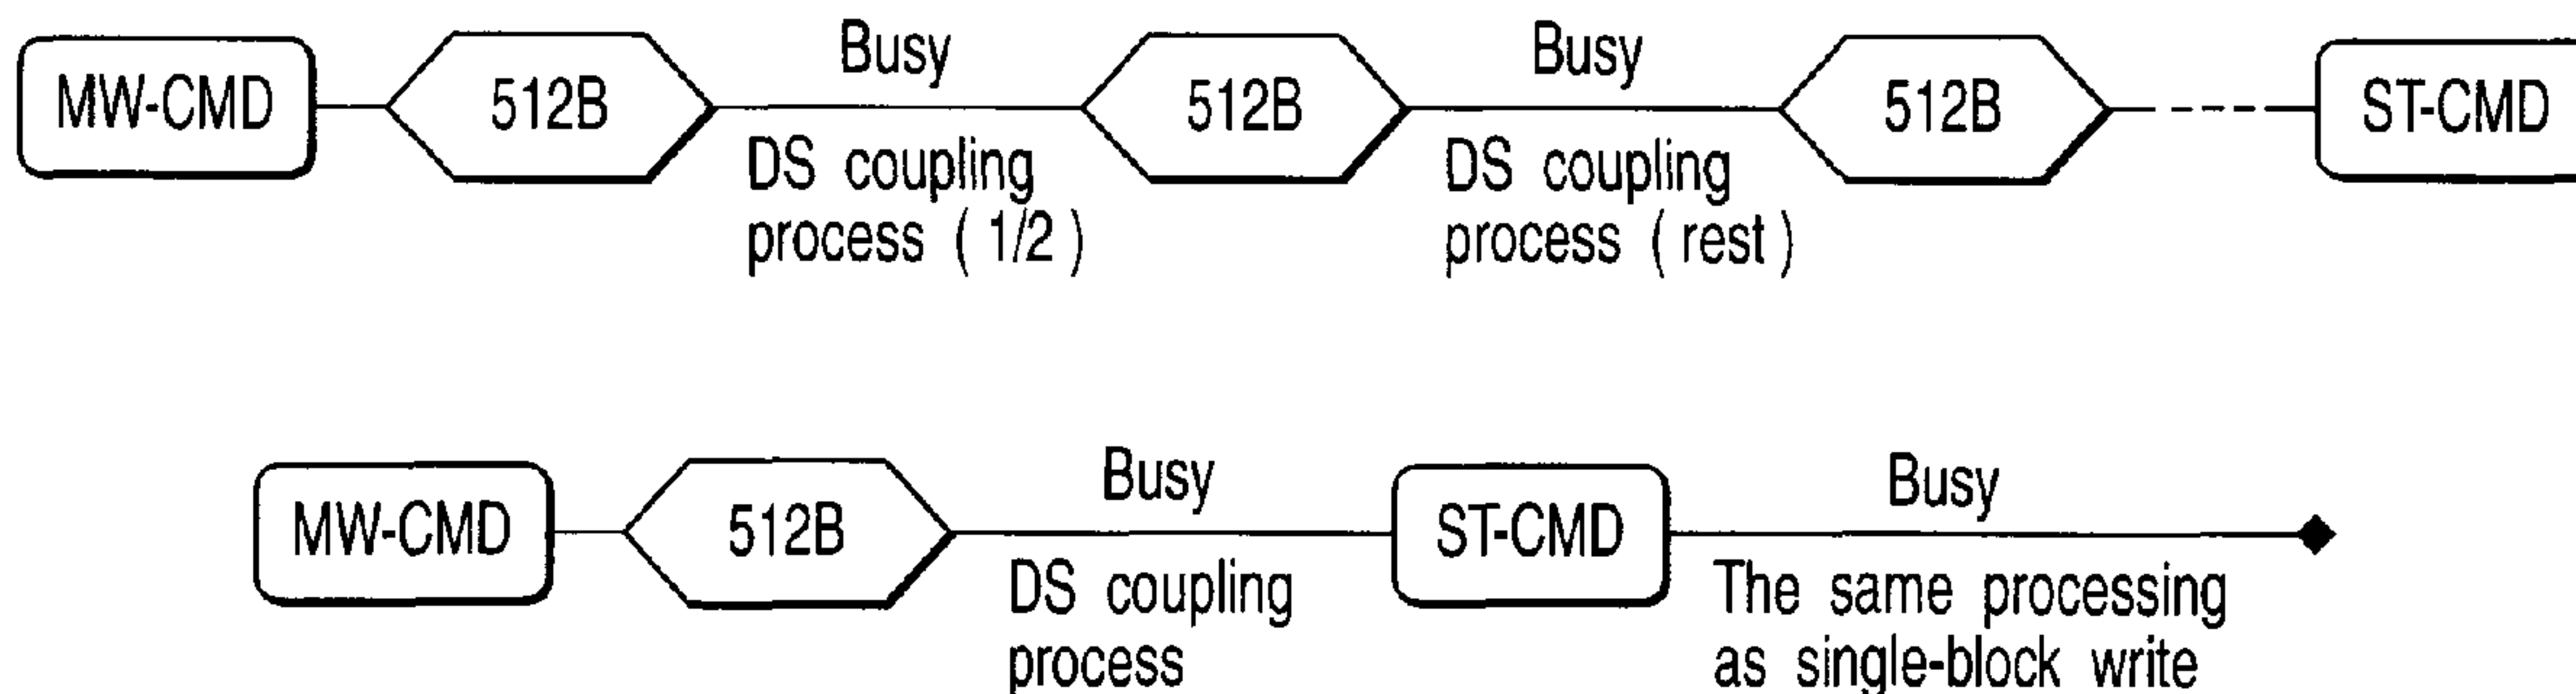 Busy
Busy
MW-CMD
512B
512B
512B
ST-CMD
DS coupling
process ( 1/2 )
DS coupling
process ( rest )
Busy
Busy
MW-CMD
512B
ST-CMD
DS coupling
process
The same processing
as single-block write